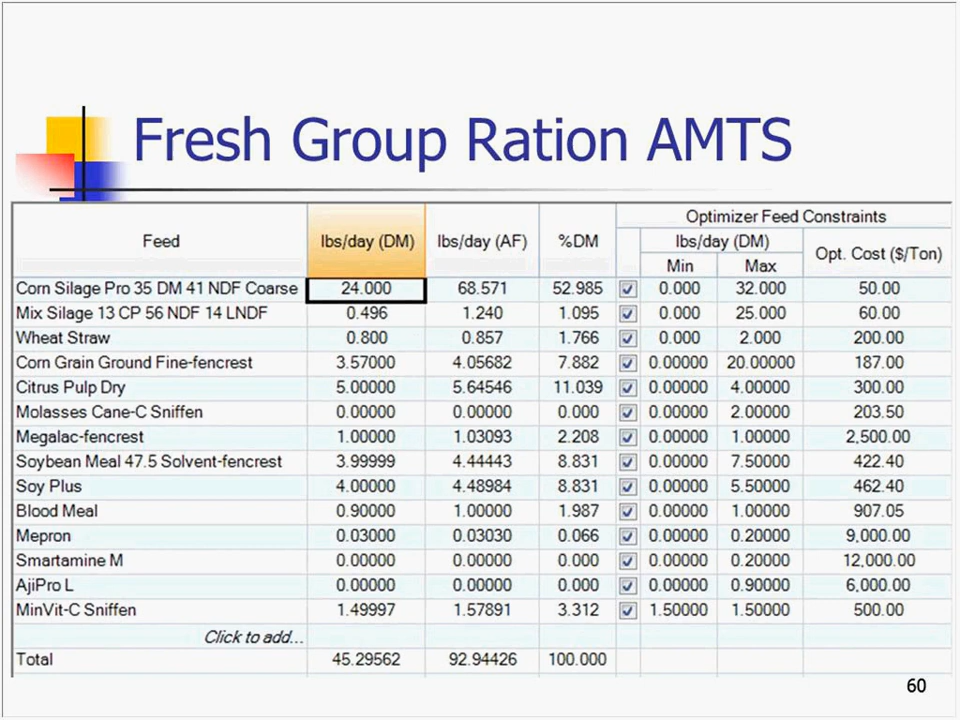 Fresh Group Ration AMTS
Feed lbs/day (DM) lbs/day (AF) %DM Optimizer Feed Constraints
lbs/day (DM) Opt. Cost ($/Ton)
Min Max
Corn Silage Pro 35 DM 41 NDF Coarse 24.000 68.571 52.985 0.000 32.000 50.00
Mix Silage 13 CP 56 NDF 14 LNDF 0.496 1.240 1.095 0.000 25.000 60.00
Wheat Straw 0.800 0.857 1.766 0.000 2.000 200.00
Corn Grain Ground Fine-fencrest 3.57000 4.05682 7.882 0.00000 20.00000 187.00
Citrus Pulp Dry 5.00000 5.64546 11.039 0.00000 4.00000 300.00
Molasses Cane-C Sniffen 0.00000 0.00000 0.000 0.00000 2.00000 203.50
Megalac-fencrest 1.00000 1.03093 2.208 0.00000 1.00000 2,500.00
Soybean Meal 47.5 Solvent-fencrest 3.99999 4.44443 8.831 0.00000 7.50000 422.40
Soy Plus 4.00000 4.48984 8.831 0.00000 5.50000 462.40
Blood Meal 0.90000 1.00000 1.987 0.00000 1.00000 907.05
Mepron 0.03000 0.03030 0.066 0.00000 0.20000 9,000.00
Smartamine M 0.00000 0.00000 0.000 0.00000 0.20000 12,000.00
AjiPro L 0.00000 0.00000 0.000 0.00000 0.90000 6,000.00
MinVit-C Sniffen 1.49997 1.57891 3.312 1.50000 1.50000 500.00
Click to add...
Total 45.29562 92.94426 100.000
60